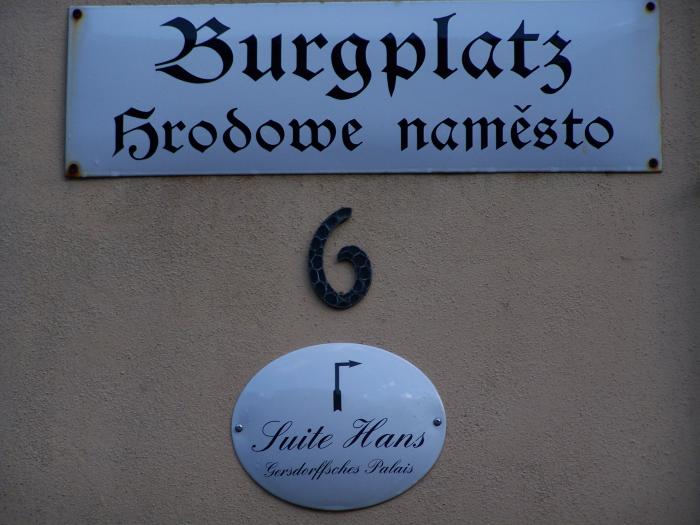 Burgplatz
Hrodowe naměsto
6
Suite Hans
Gersdorffsches Palais